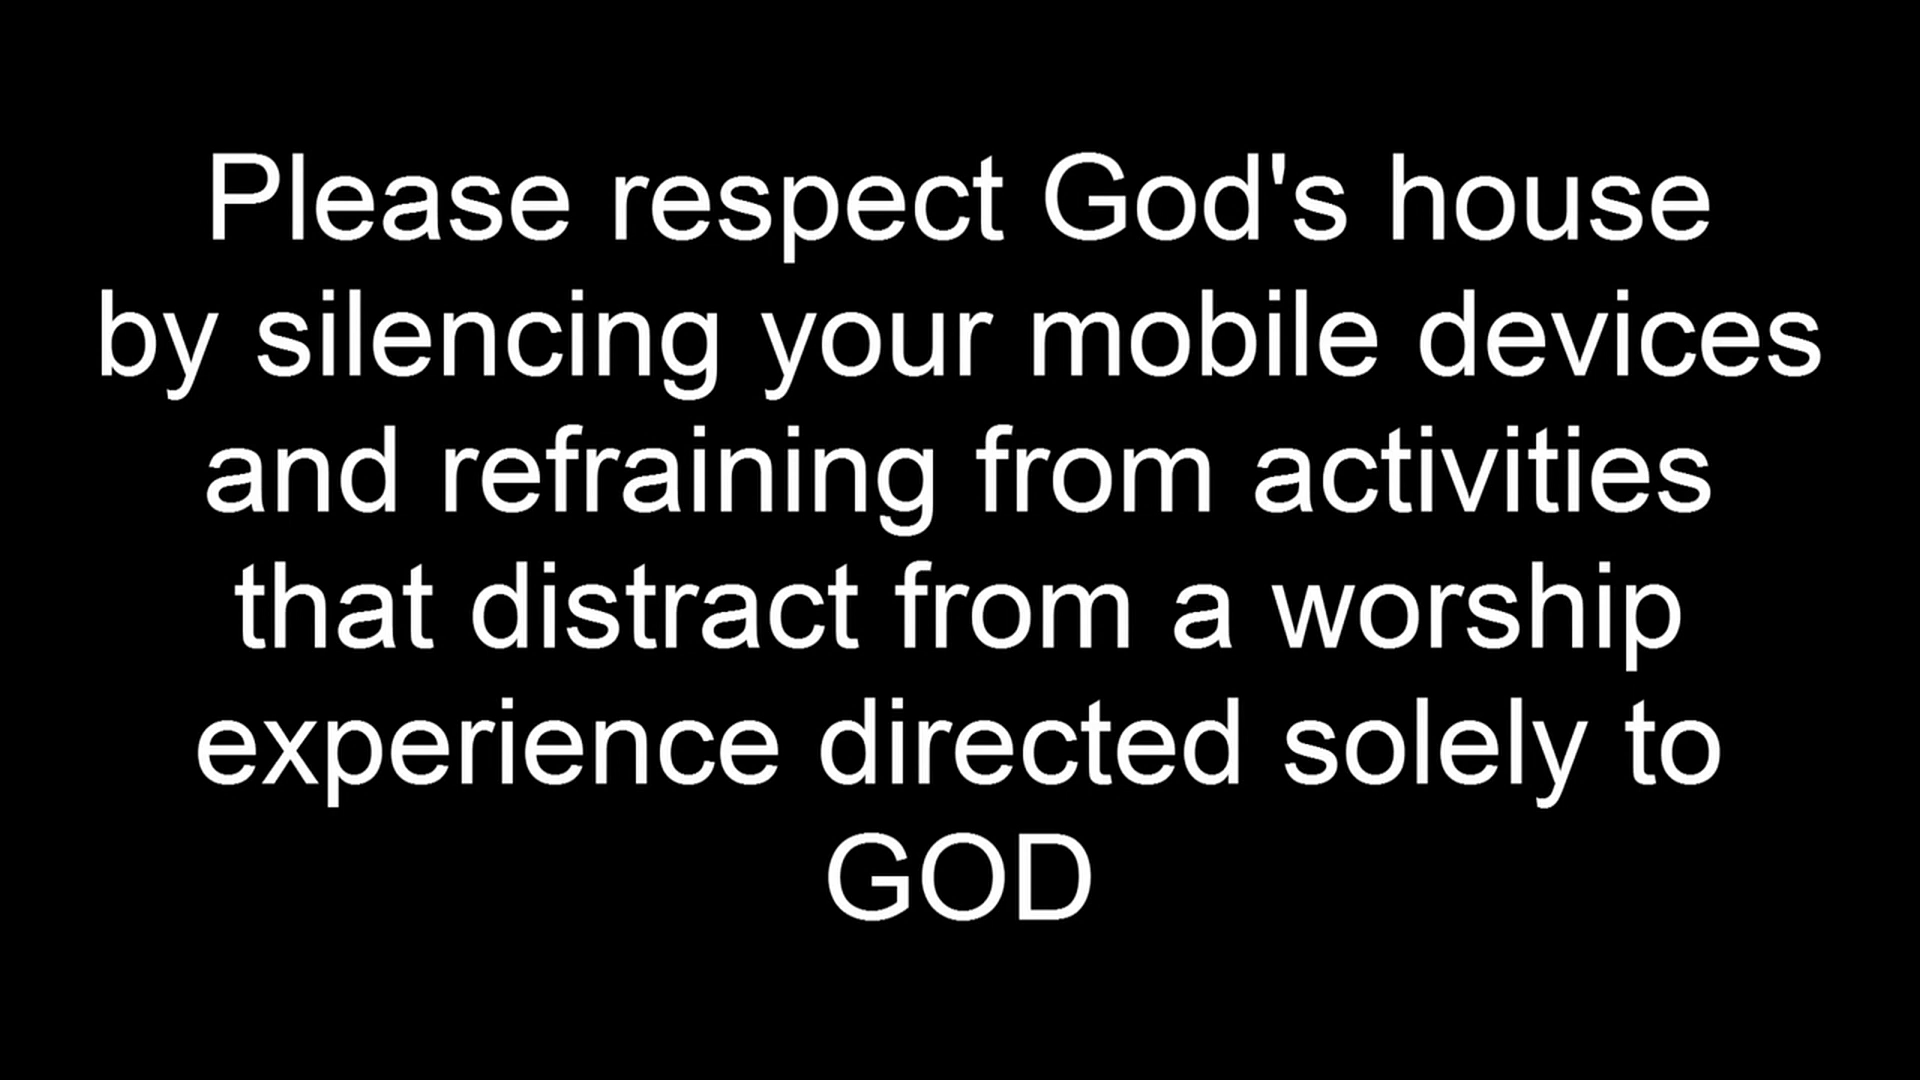 Please respect God's house
by silencing your mobile devices
and refraining from activities
that distract from a worship
experience directed solely to
GOD